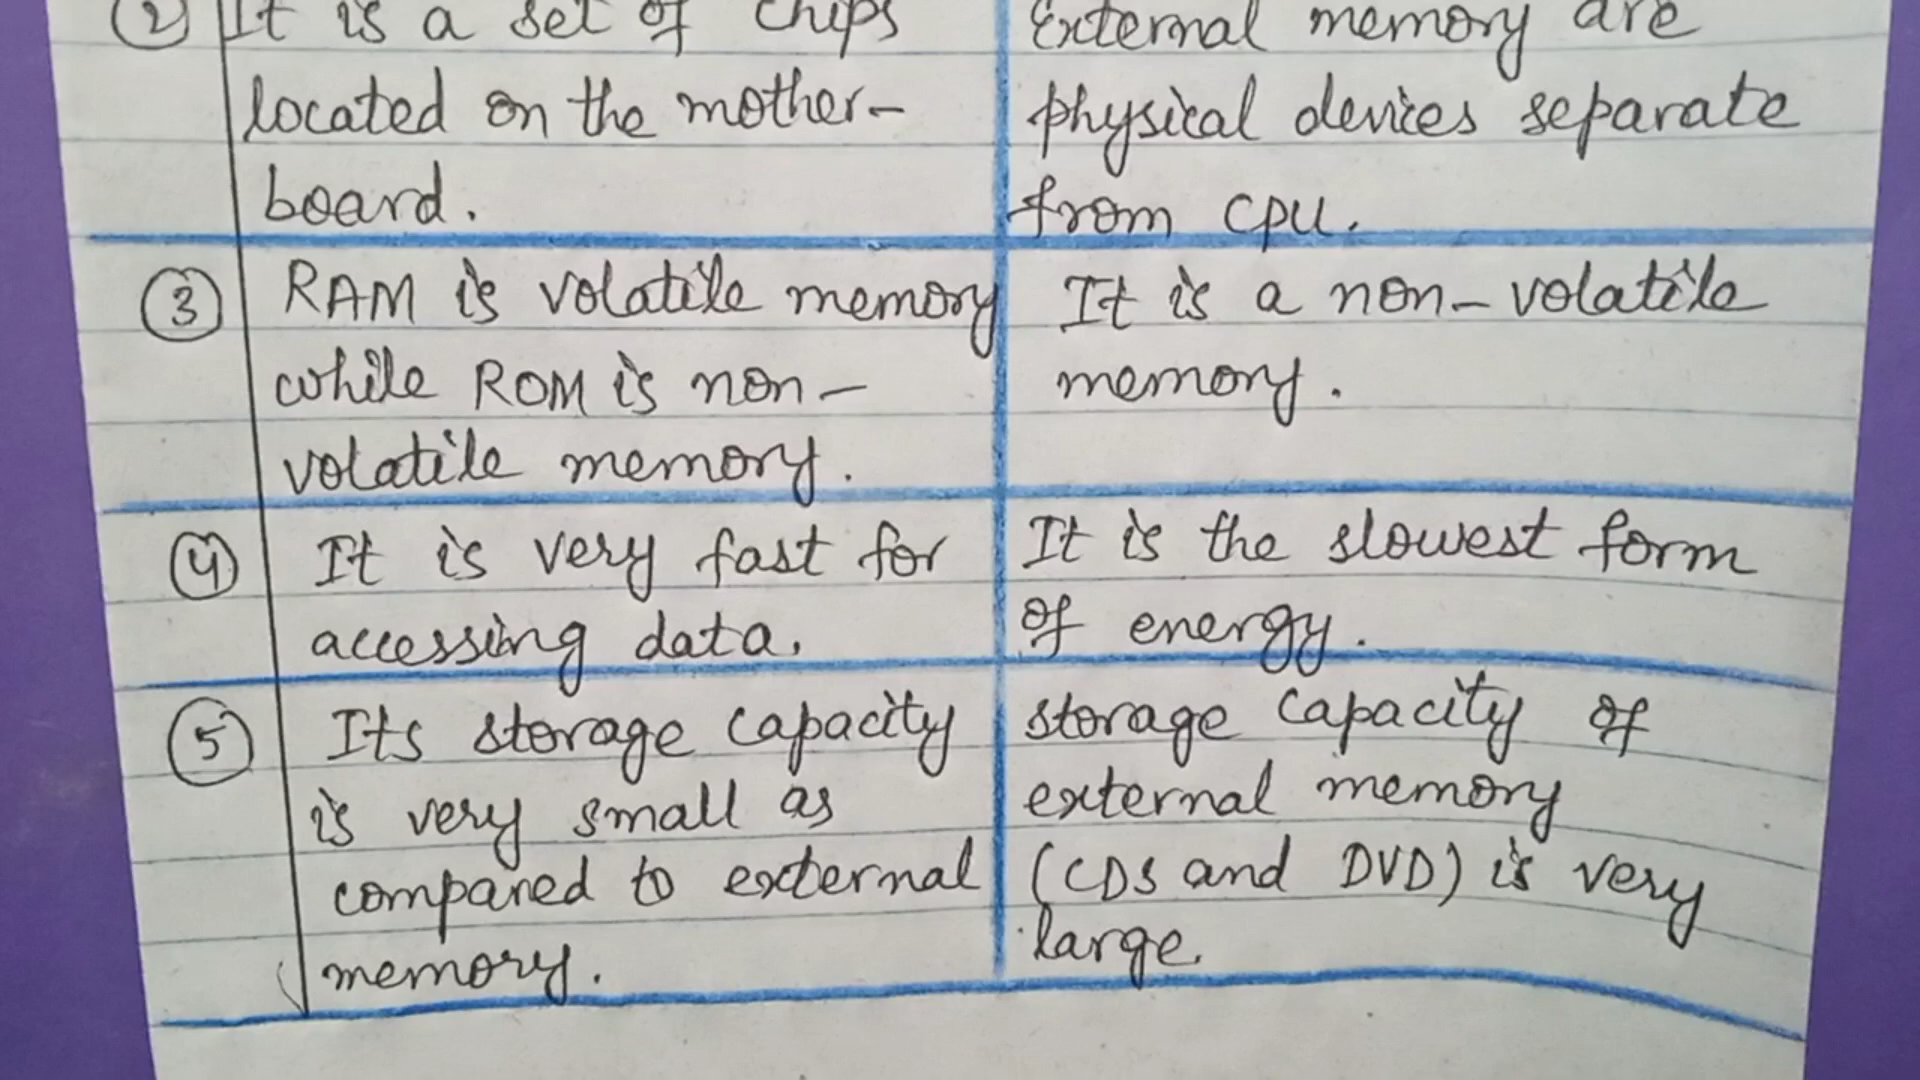 ② It is a set of chips
located on the mother-
board.
External memory are
physical devices separate
from CPU.
③ RAM is volatile memory
while ROM is non-
volatile memory.
It is a non-volatile
memory.
④ It is very fast for
accessing data.
It is the slowest form
of energy.
⑤ Its storage capacity
is very small as
compared to external
memory.
storage capacity of
external memory
(CDs and DVD) is very
large.